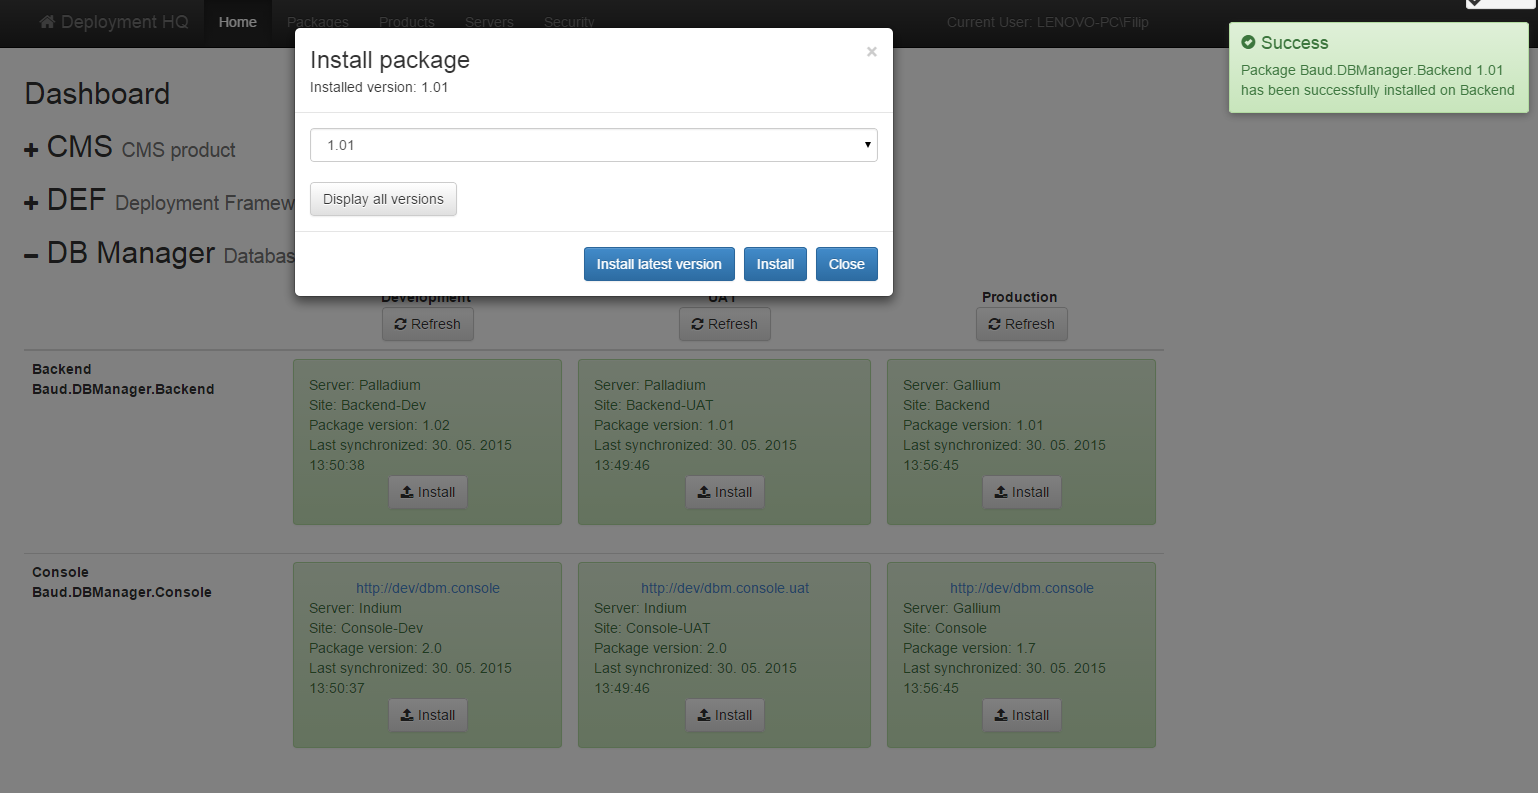 Deployment HQ
Home
Packages
Products
Servers
Security
Current User: LENOVO-PC\Filip
Success
Package Baud.DBManager.Backend 1.01
has been successfully installed on Backend
Install package
×
Installed version: 1.01
1.01
Display all versions
Install latest version
Install
Close
Dashboard
CMS CMS product
DEF Deployment Framew
DB Manager Databas
Development
UAT
Production
Refresh
Refresh
Refresh
Backend
Baud.DBManager.Backend
Server: Palladium
Site: Backend-Dev
Package version: 1.02
Last synchronized: 30. 05. 2015
13:50:38
Install
Server: Palladium
Site: Backend-UAT
Package version: 1.01
Last synchronized: 30. 05. 2015
13:49:46
Install
Server: Gallium
Site: Backend
Package version: 1.01
Last synchronized: 30. 05. 2015
13:56:45
Install
Console
Baud.DBManager.Console
http://dev/dbm.console
Server: Indium
Site: Console-Dev
Package version: 2.0
Last synchronized: 30. 05. 2015
13:50:37
Install
http://dev/dbm.console.uat
Server: Indium
Site: Console-UAT
Package version: 2.0
Last synchronized: 30. 05. 2015
13:49:46
Install
http://dev/dbm.console
Server: Gallium
Site: Console
Package version: 1.7
Last synchronized: 30. 05. 2015
13:56:45
Install